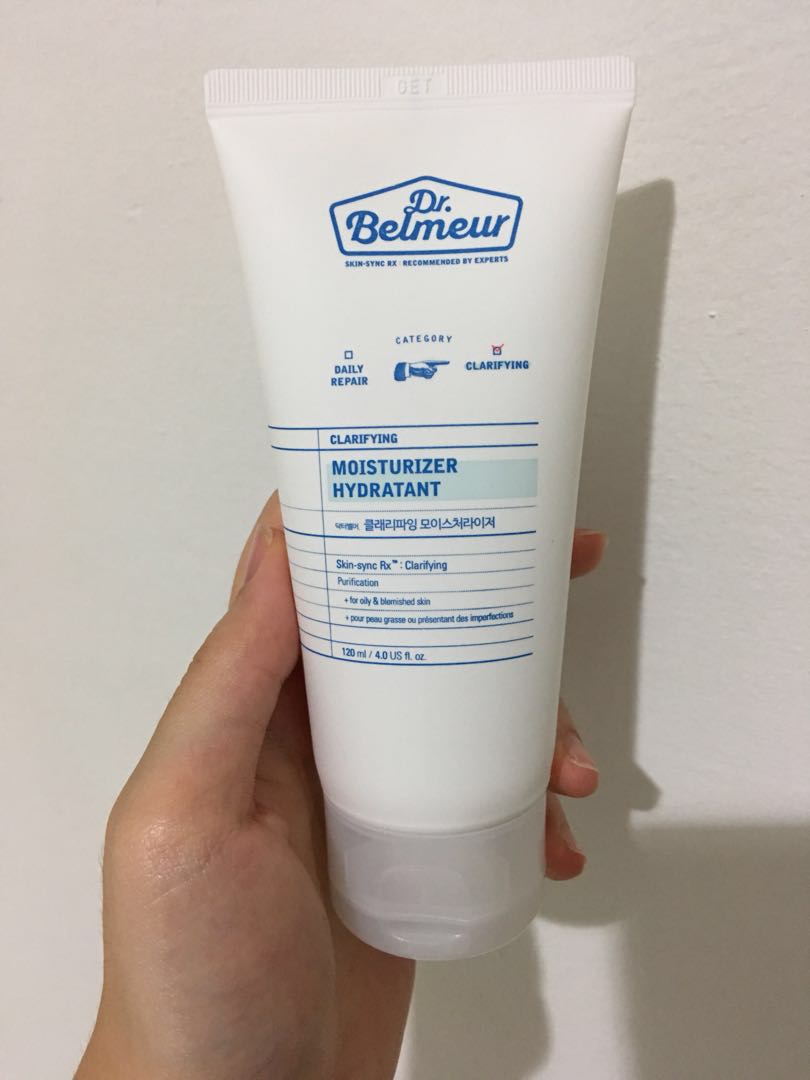 Dr.
Belmeur
SKIN-SYNC RX : RECOMMENDED BY EXPERTS
CATEGORY
DAILY
REPAIR
CLARIFYING
CLARIFYING
MOISTURIZER
HYDRATANT
닥터벨머 클래리파잉 모이스처라이저
Skin-sync Rx™ : Clarifying
Purification
+ for oily & blemished skin
+ pour peau grasse ou présentant des imperfections
120 ml / 4.0 US fl. oz.